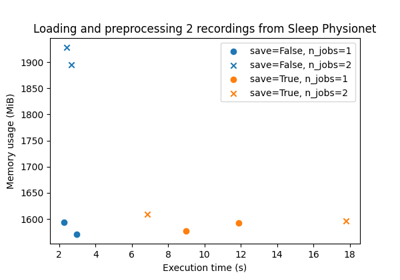 Loading and preprocessing 2 recordings from Sleep Physionet
save=False, n_jobs=1
save=False, n_jobs=2
save=True, n_jobs=1
save=True, n_jobs=2
Memory usage (MiB)
1900
1850
1800
1750
1700
1650
1600
2 4 6 8 10 12 14 16 18
Execution time (s)